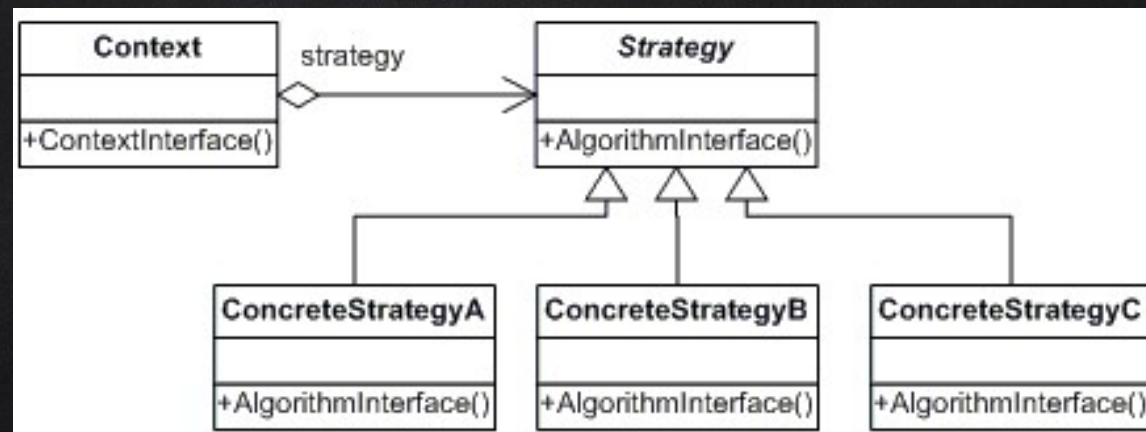 Context
strategy
Strategy
+ContextInterface()
+AlgorithmInterface()
ConcreteStrategyA
ConcreteStrategyB
ConcreteStrategyC
+AlgorithmInterface()
+AlgorithmInterface()
+AlgorithmInterface()